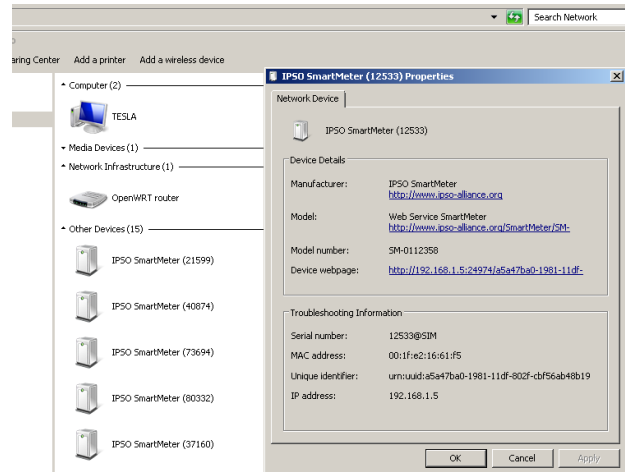 Search Network
aring Center Add a printer Add a wireless device
Computer (2)
TESLA
Media Devices (1)
Network Infrastructure (1)
OpenWRT router
Other Devices (15)
IPSO SmartMeter (21599)
IPSO SmartMeter (40874)
IPSO SmartMeter (73694)
IPSO SmartMeter (80332)
IPSO SmartMeter (37160)
IPSO SmartMeter (12533) Properties
Network Device
IPSO SmartMeter (12533)
Device Details
Manufacturer: IPSO SmartMeter
http://www.ipso-alliance.org
Model: Web Service SmartMeter
http://www.ipso-alliance.org/SmartMeter/SM-
Model number: SM-0112358
Device webpage: http://192.168.1.5:24974/a5a47ba0-1981-11df-
Troubleshooting Information
Serial number: 12533@SIM
MAC address: 00:1f:e2:16:61:f5
Unique identifier: urn:uuid:a5a47ba0-1981-11df-802f-cbf56ab48b19
IP address: 192.168.1.5
OK Cancel Apply